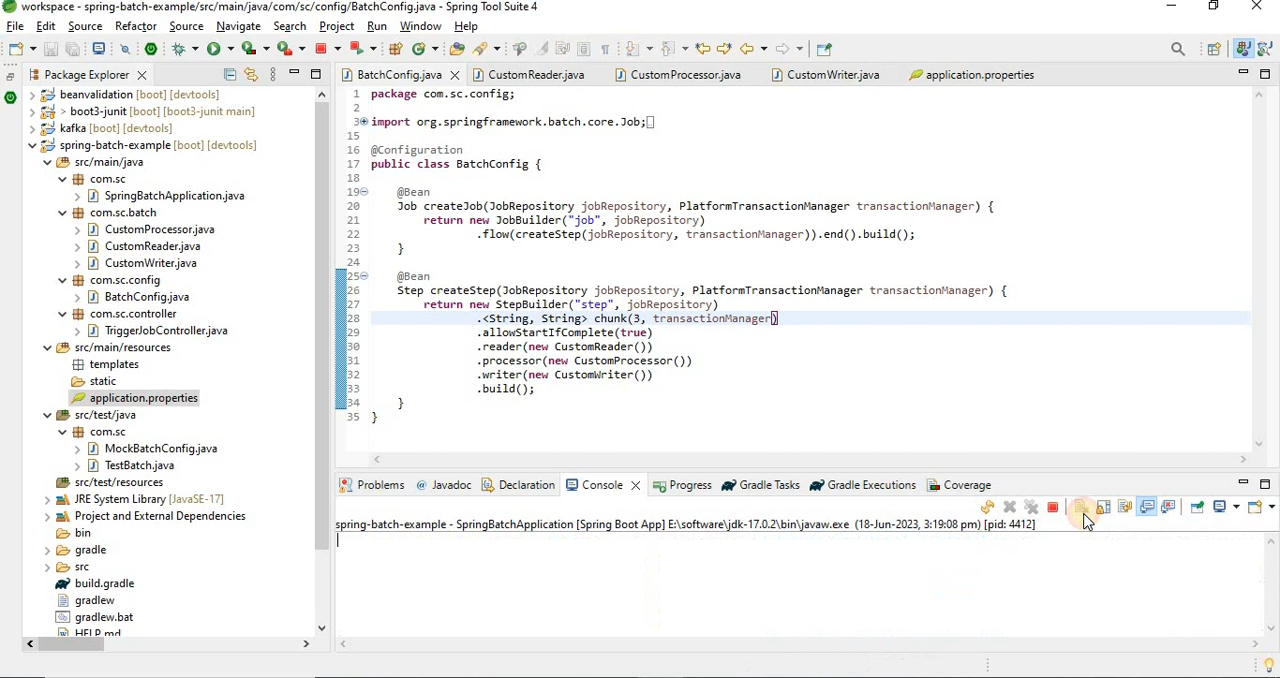 workspace - spring-batch-example/src/main/java/com/sc/config/BatchConfig.java - Spring Tool Suite 4
File Edit Source Refactor Navigate Search Project Run Window Help
Package Explorer
beanvalidation [boot] [devtools]
> boot3-junit [boot] [boot3-junit main]
kafka [boot] [devtools]
spring-batch-example [boot] [devtools]
src/main/java
com.sc
SpringBatchApplication.java
com.sc.batch
CustomProcessor.java
CustomReader.java
CustomWriter.java
com.sc.config
BatchConfig.java
com.sc.controller
TriggerJobController.java
src/main/resources
templates
static
application.properties
src/test/java
com.sc
MockBatchConfig.java
TestBatch.java
src/test/resources
JRE System Library [JavaSE-17]
Project and External Dependencies
bin
gradle
src
build.gradle
gradlew
gradlew.bat
HELP.md
BatchConfig.java CustomReader.java CustomProcessor.java CustomWriter.java application.properties
1 package com.sc.config;
2
3 import org.springframework.batch.core.Job;
15
16 @Configuration
17 public class BatchConfig {
18
19 @Bean
20 Job createJob(JobRepository jobRepository, PlatformTransactionManager transactionManager) {
21 return new JobBuilder("job", jobRepository)
22 .flow(createStep(jobRepository, transactionManager)).end().build();
23 }
24
25 @Bean
26 Step createStep(JobRepository jobRepository, PlatformTransactionManager transactionManager) {
27 return new StepBuilder("step", jobRepository)
28 .<String, String> chunk(3, transactionManager)
29 .allowStartIfComplete(true)
30 .reader(new CustomReader())
31 .processor(new CustomProcessor())
32 .writer(new CustomWriter())
33 .build();
34 }
35 }
Problems @ Javadoc Declaration Console Progress Gradle Tasks Gradle Executions Coverage
spring-batch-example - SpringBatchApplication [Spring Boot App] E:\software\jdk-17.0.2\bin\javaw.exe (18-Jun-2023, 3:19:08 pm) [pid: 4412]